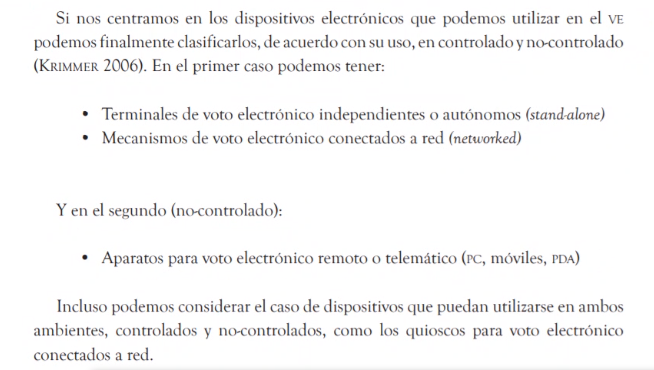 Si nos centramos en los dispositivos electrónicos que podemos utilizar en el VE
podemos finalmente clasificarlos, de acuerdo con su uso, en controlado y no-controlado
(KRIMMER 2006). En el primer caso podemos tener:
• Terminales de voto electrónico independientes o autónomos (stand-alone)
• Mecanismos de voto electrónico conectados a red (networked)
Y en el segundo (no-controlado):
• Aparatos para voto electrónico remoto o telemático (PC, móviles, PDA)
Incluso podemos considerar el caso de dispositivos que puedan utilizarse en ambos
ambientes, controlados y no-controlados, como los quioscos para voto electrónico
conectados a red.